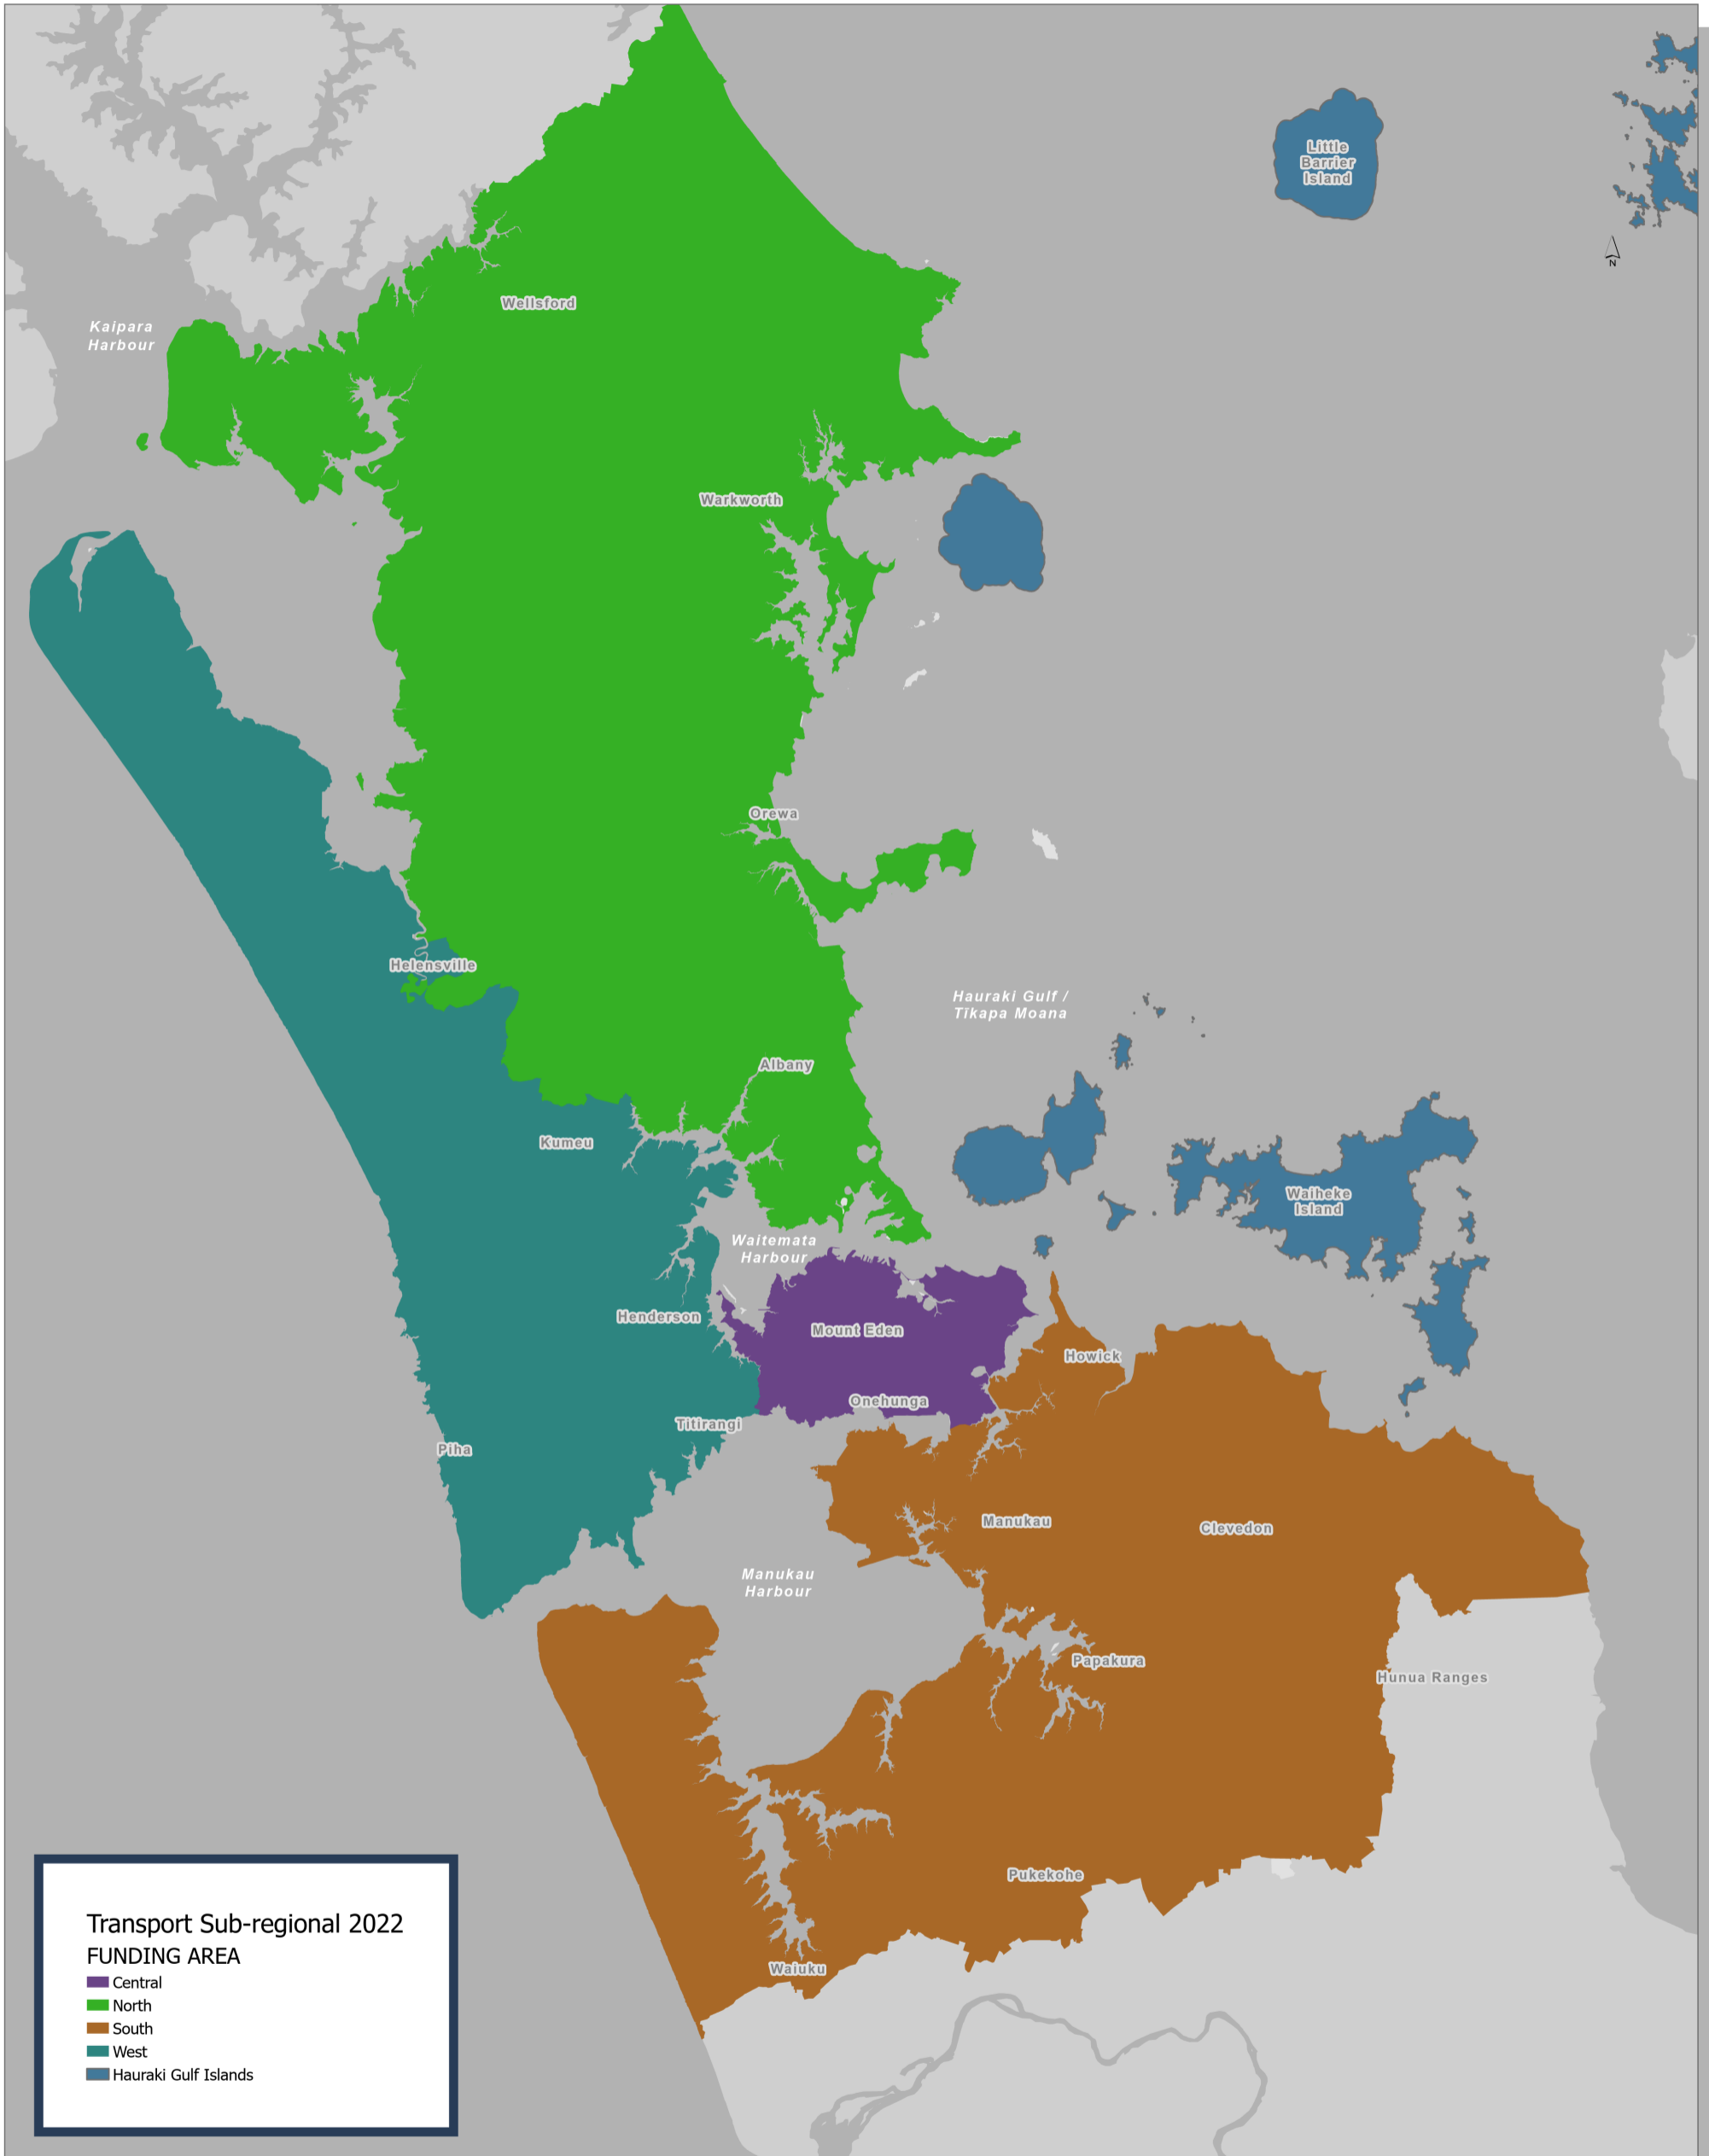 Little
Barrier
Island
N
Wellsford
Kaipara
Harbour
Warkworth
Orewa
Helensville
Hauraki Gulf /
Tīkapa Moana
Albany
Kumeu
Waiheke
Island
Waitemata
Harbour
Henderson
Mount Eden
Howick
Onehunga
Titirangi
Piha
Manukau
Clevedon
Manukau
Harbour
Papakura
Hunua Ranges
Pukekohe
Waiuku
Transport Sub-regional 2022
FUNDING AREA
Central
North
South
West
Hauraki Gulf Islands